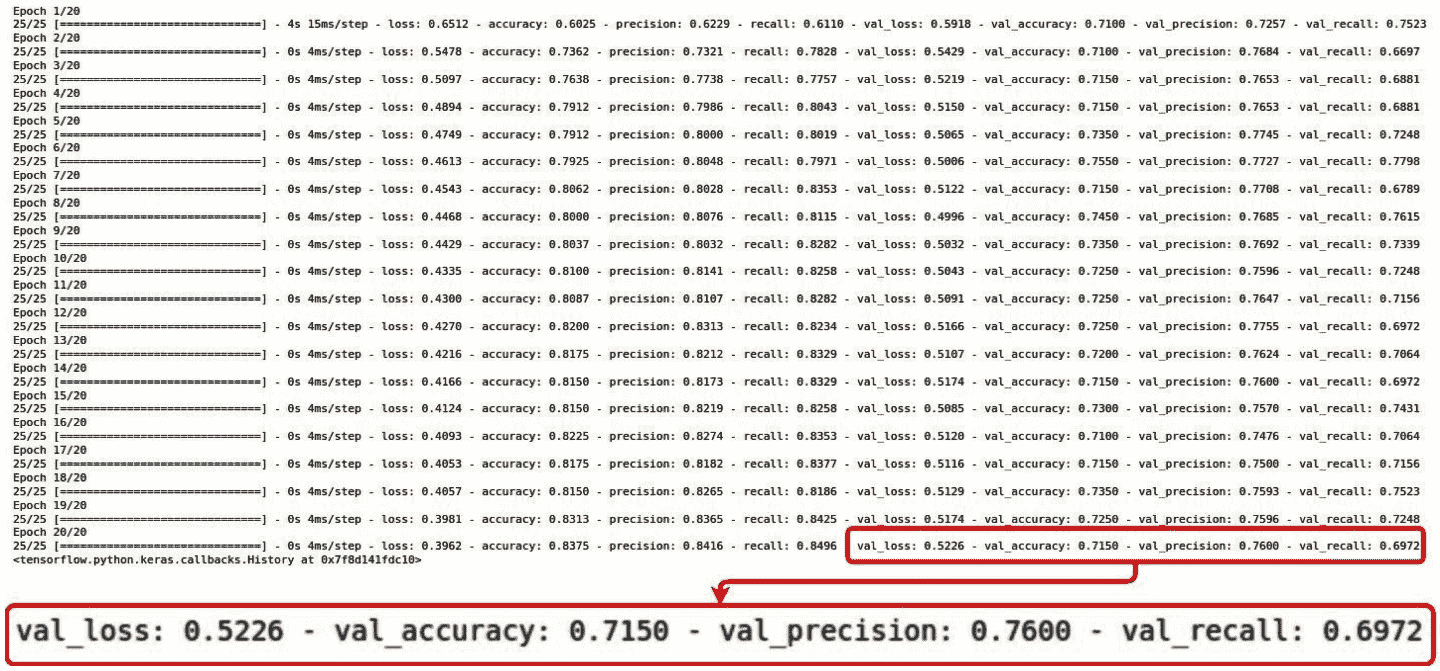 Epoch 1/20
25/25 [==============================] - 4s 15ms/step - loss: 0.6512 - accuracy: 0.6025 - precision: 0.6229 - recall: 0.6110 - val_loss: 0.5918 - val_accuracy: 0.7100 - val_precision: 0.7257 - val_recall: 0.7523
Epoch 2/20
25/25 [==============================] - 0s 4ms/step - loss: 0.5478 - accuracy: 0.7362 - precision: 0.7321 - recall: 0.7828 - val_loss: 0.5429 - val_accuracy: 0.7100 - val_precision: 0.7684 - val_recall: 0.6697
Epoch 3/20
25/25 [==============================] - 0s 4ms/step - loss: 0.5097 - accuracy: 0.7638 - precision: 0.7738 - recall: 0.7757 - val_loss: 0.5219 - val_accuracy: 0.7150 - val_precision: 0.7653 - val_recall: 0.6881
Epoch 4/20
25/25 [==============================] - 0s 4ms/step - loss: 0.4894 - accuracy: 0.7912 - precision: 0.7986 - recall: 0.8043 - val_loss: 0.5150 - val_accuracy: 0.7150 - val_precision: 0.7653 - val_recall: 0.6881
Epoch 5/20
25/25 [==============================] - 0s 4ms/step - loss: 0.4749 - accuracy: 0.7912 - precision: 0.8000 - recall: 0.8019 - val_loss: 0.5065 - val_accuracy: 0.7350 - val_precision: 0.7745 - val_recall: 0.7248
Epoch 6/20
25/25 [==============================] - 0s 4ms/step - loss: 0.4613 - accuracy: 0.7925 - precision: 0.8048 - recall: 0.7971 - val_loss: 0.5006 - val_accuracy: 0.7550 - val_precision: 0.7727 - val_recall: 0.7798
Epoch 7/20
25/25 [==============================] - 0s 4ms/step - loss: 0.4543 - accuracy: 0.8062 - precision: 0.8028 - recall: 0.8353 - val_loss: 0.5122 - val_accuracy: 0.7150 - val_precision: 0.7708 - val_recall: 0.6789
Epoch 8/20
25/25 [==============================] - 0s 4ms/step - loss: 0.4468 - accuracy: 0.8000 - precision: 0.8076 - recall: 0.8115 - val_loss: 0.4996 - val_accuracy: 0.7450 - val_precision: 0.7685 - val_recall: 0.7615
Epoch 9/20
25/25 [==============================] - 0s 4ms/step - loss: 0.4429 - accuracy: 0.8037 - precision: 0.8032 - recall: 0.8282 - val_loss: 0.5032 - val_accuracy: 0.7350 - val_precision: 0.7692 - val_recall: 0.7339
Epoch 10/20
25/25 [==============================] - 0s 4ms/step - loss: 0.4335 - accuracy: 0.8100 - precision: 0.8141 - recall: 0.8258 - val_loss: 0.5043 - val_accuracy: 0.7250 - val_precision: 0.7596 - val_recall: 0.7248
Epoch 11/20
25/25 [==============================] - 0s 4ms/step - loss: 0.4300 - accuracy: 0.8087 - precision: 0.8107 - recall: 0.8282 - val_loss: 0.5091 - val_accuracy: 0.7250 - val_precision: 0.7647 - val_recall: 0.7156
Epoch 12/20
25/25 [==============================] - 0s 4ms/step - loss: 0.4270 - accuracy: 0.8200 - precision: 0.8313 - recall: 0.8234 - val_loss: 0.5166 - val_accuracy: 0.7250 - val_precision: 0.7755 - val_recall: 0.6972
Epoch 13/20
25/25 [==============================] - 0s 4ms/step - loss: 0.4216 - accuracy: 0.8175 - precision: 0.8212 - recall: 0.8329 - val_loss: 0.5107 - val_accuracy: 0.7200 - val_precision: 0.7624 - val_recall: 0.7064
Epoch 14/20
25/25 [==============================] - 0s 4ms/step - loss: 0.4166 - accuracy: 0.8150 - precision: 0.8173 - recall: 0.8329 - val_loss: 0.5174 - val_accuracy: 0.7150 - val_precision: 0.7600 - val_recall: 0.6972
Epoch 15/20
25/25 [==============================] - 0s 4ms/step - loss: 0.4124 - accuracy: 0.8150 - precision: 0.8219 - recall: 0.8258 - val_loss: 0.5085 - val_accuracy: 0.7300 - val_precision: 0.7570 - val_recall: 0.7431
Epoch 16/20
25/25 [==============================] - 0s 4ms/step - loss: 0.4093 - accuracy: 0.8225 - precision: 0.8274 - recall: 0.8353 - val_loss: 0.5120 - val_accuracy: 0.7100 - val_precision: 0.7476 - val_recall: 0.7064
Epoch 17/20
25/25 [==============================] - 0s 4ms/step - loss: 0.4053 - accuracy: 0.8175 - precision: 0.8182 - recall: 0.8377 - val_loss: 0.5116 - val_accuracy: 0.7150 - val_precision: 0.7500 - val_recall: 0.7156
Epoch 18/20
25/25 [==============================] - 0s 4ms/step - loss: 0.4057 - accuracy: 0.8150 - precision: 0.8265 - recall: 0.8186 - val_loss: 0.5129 - val_accuracy: 0.7350 - val_precision: 0.7593 - val_recall: 0.7523
Epoch 19/20
25/25 [==============================] - 0s 4ms/step - loss: 0.3981 - accuracy: 0.8313 - precision: 0.8365 - recall: 0.8425 - val_loss: 0.5174 - val_accuracy: 0.7250 - val_precision: 0.7596 - val_recall: 0.7248
Epoch 20/20
25/25 [==============================] - 0s 4ms/step - loss: 0.3962 - accuracy: 0.8375 - precision: 0.8416 - recall: 0.8496 - val_loss: 0.5226 - val_accuracy: 0.7150 - val_precision: 0.7600 - val_recall: 0.6972
<tensorflow.python.keras.callbacks.History at 0x7f8d141fdc10>
val_loss: 0.5226 - val_accuracy: 0.7150 - val_precision: 0.7600 - val_recall: 0.6972